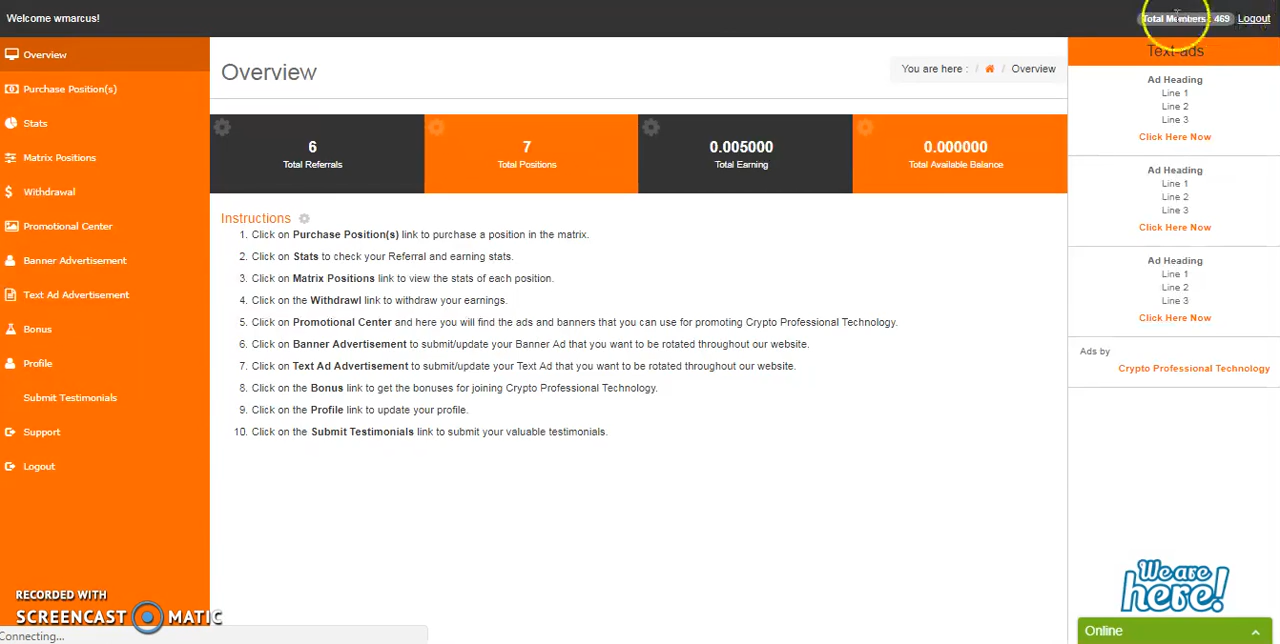 Welcome wmarcus!
Total Members : 469 Logout
Overview
Purchase Position(s)
Stats
Matrix Positions
Withdrawal
Promotional Center
Banner Advertisement
Text Ad Advertisement
Bonus
Profile
Submit Testimonials
Support
Logout
Overview
You are here : / / Overview
6
Total Referrals
7
Total Positions
0.005000
Total Earning
0.000000
Total Available Balance
Instructions
1. Click on Purchase Position(s) link to purchase a position in the matrix.
2. Click on Stats to check your Referral and earning stats.
3. Click on Matrix Positions link to view the stats of each position.
4. Click on the Withdrawl link to withdraw your earnings.
5. Click on Promotional Center and here you will find the ads and banners that you can use for promoting Crypto Professional Technology.
6. Click on Banner Advertisement to submit/update your Banner Ad that you want to be rotated throughout our website.
7. Click on Text Ad Advertisement to submit/update your Text Ad that you want to be rotated throughout our website.
8. Click on the Bonus link to get the bonuses for joining Crypto Professional Technology.
9. Click on the Profile link to update your profile.
10. Click on the Submit Testimonials link to submit your valuable testimonials.
Text ads
Ad Heading
Line 1
Line 2
Line 3
Click Here Now
Ad Heading
Line 1
Line 2
Line 3
Click Here Now
Ad Heading
Line 1
Line 2
Line 3
Click Here Now
Ads by
Crypto Professional Technology
We are
here!
Online
RECORDED WITH
SCREENCAST MATIC
Connecting...